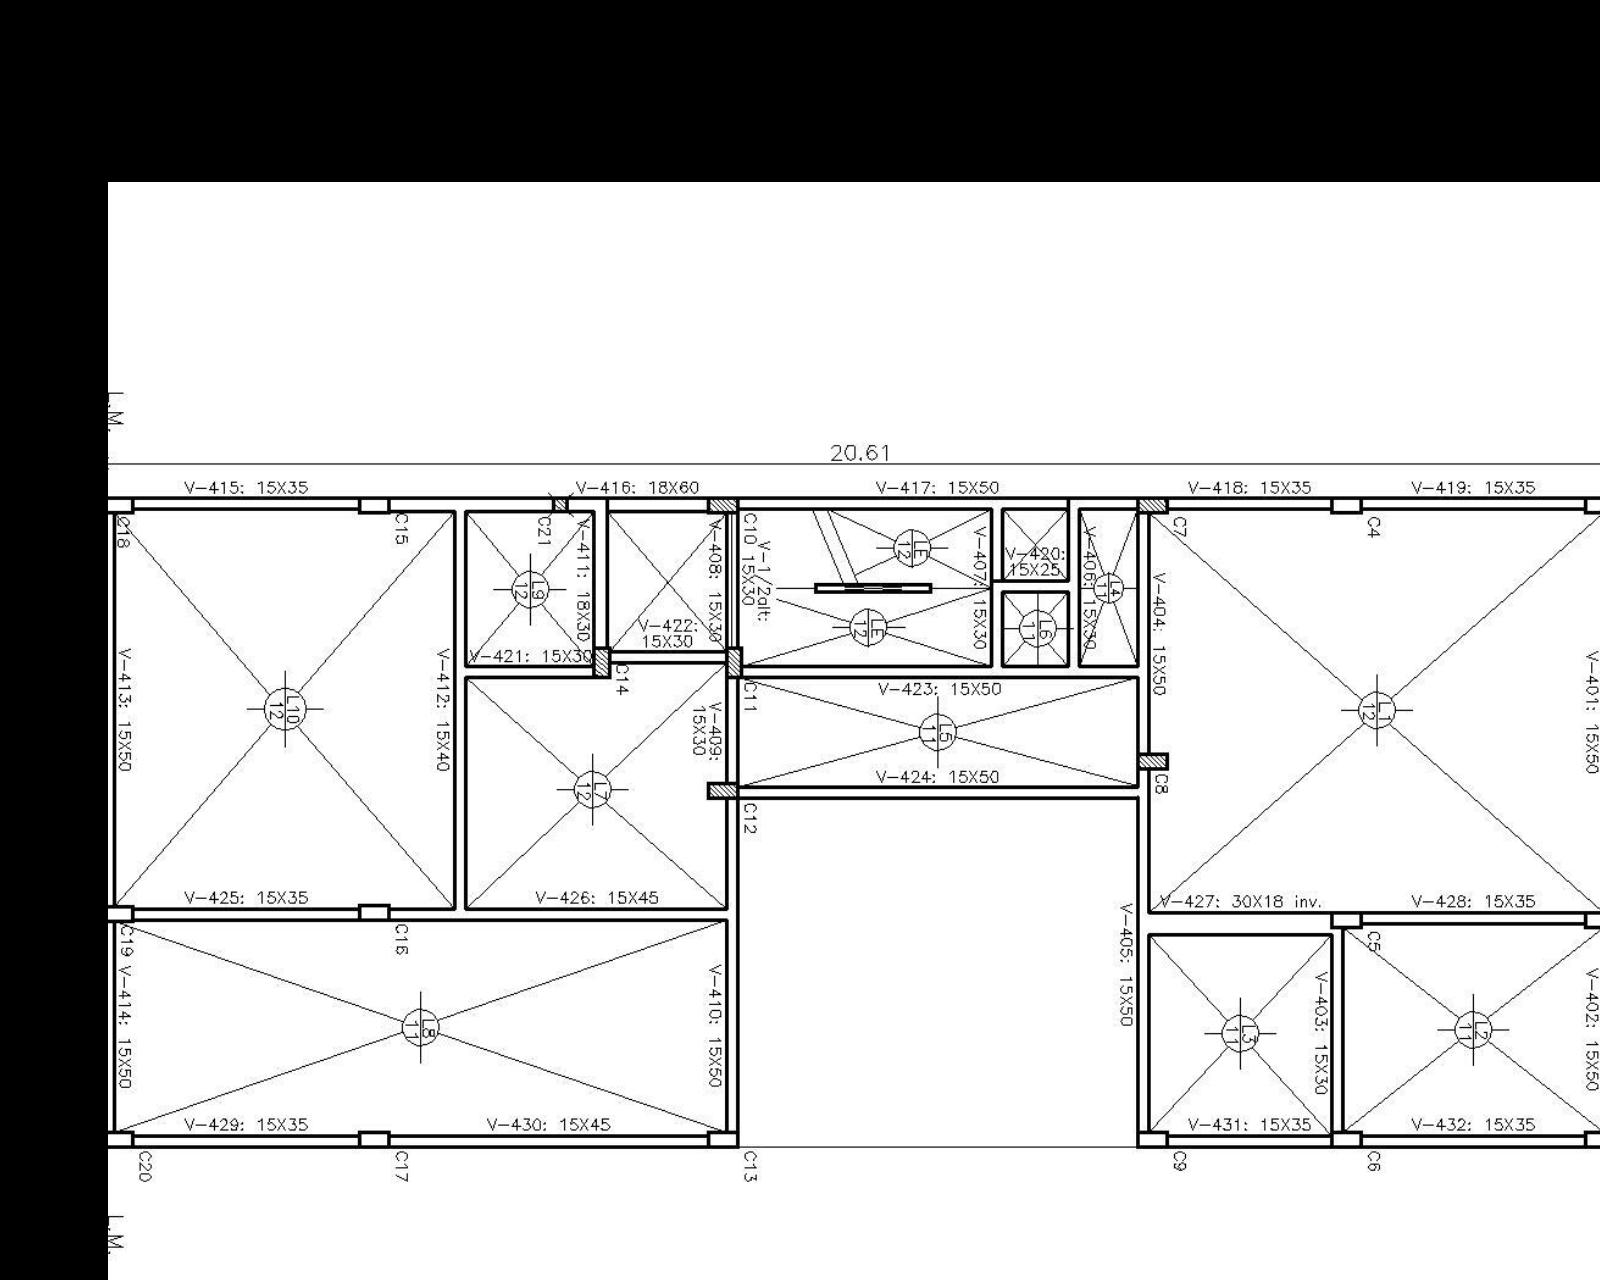 L.M.
20.61
V-415: 15X35
V-416: 18X60
V-417: 15X50
V-418: 15X35
V-419: 15X35
C18
C15
C21
V-411: 18X30
V-408: 15X30
C10
V-1/2alt:
15X30
LE
12
V-407: 15X30
V-420:
15X25
V-406: 15X30
L4
11
C7
C4
L9
12
V-422:
15X30
LE
12
L6
11
V-404: 15X50
V-421: 15X30
C14
C11
V-423: 15X50
V-413: 15X50
L10
12
V-412: 15X40
V-409:
15X30
L5
11
L1
12
V-401: 15X50
L7
12
V-424: 15X50
C8
C12
V-425: 15X35
V-426: 15X45
V-427: 30X18 inv.
V-428: 15X35
C19
C16
V-405: 15X50
C5
V-414: 15X50
L8
11
V-410: 15X50
L3
11
V-403: 15X30
L2
11
V-402: 15X50
V-429: 15X35
V-430: 15X45
V-431: 15X35
V-432: 15X35
C20
C17
C13
C9
C6
L.M.